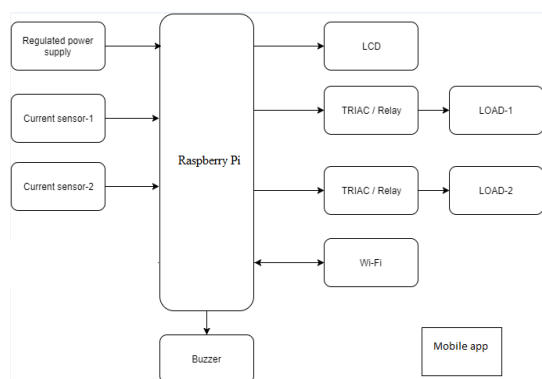 Regulated power
supply
LCD
Current sensor-1
TRIAC / Relay
LOAD-1
Raspberry Pi
Current sensor-2
TRIAC / Relay
LOAD-2
Wi-Fi
Buzzer
Mobile app